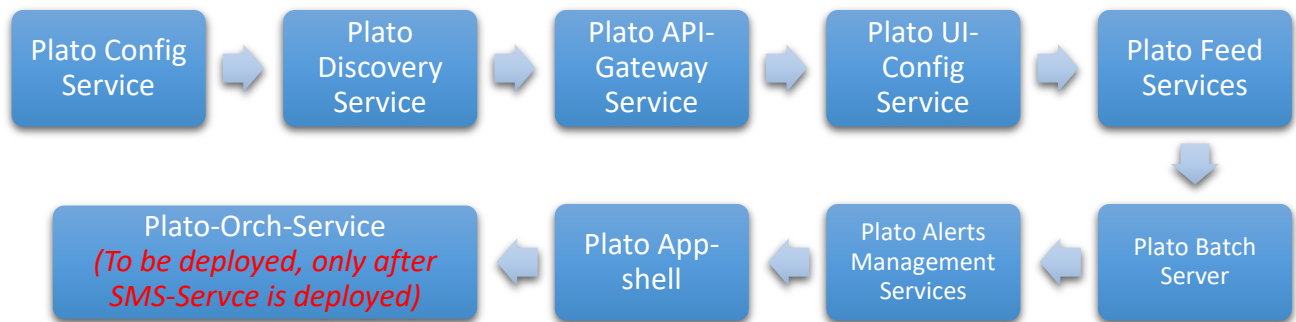 Plato Config
Service
Plato
Discovery
Service
Plato API-
Gateway
Service
Plato UI-
Config
Service
Plato Feed
Services
Plato Batch
Server
Plato Alerts
Management
Services
Plato App-
shell
Plato-Orch-Service
(To be deployed, only after
SMS-Servce is deployed)